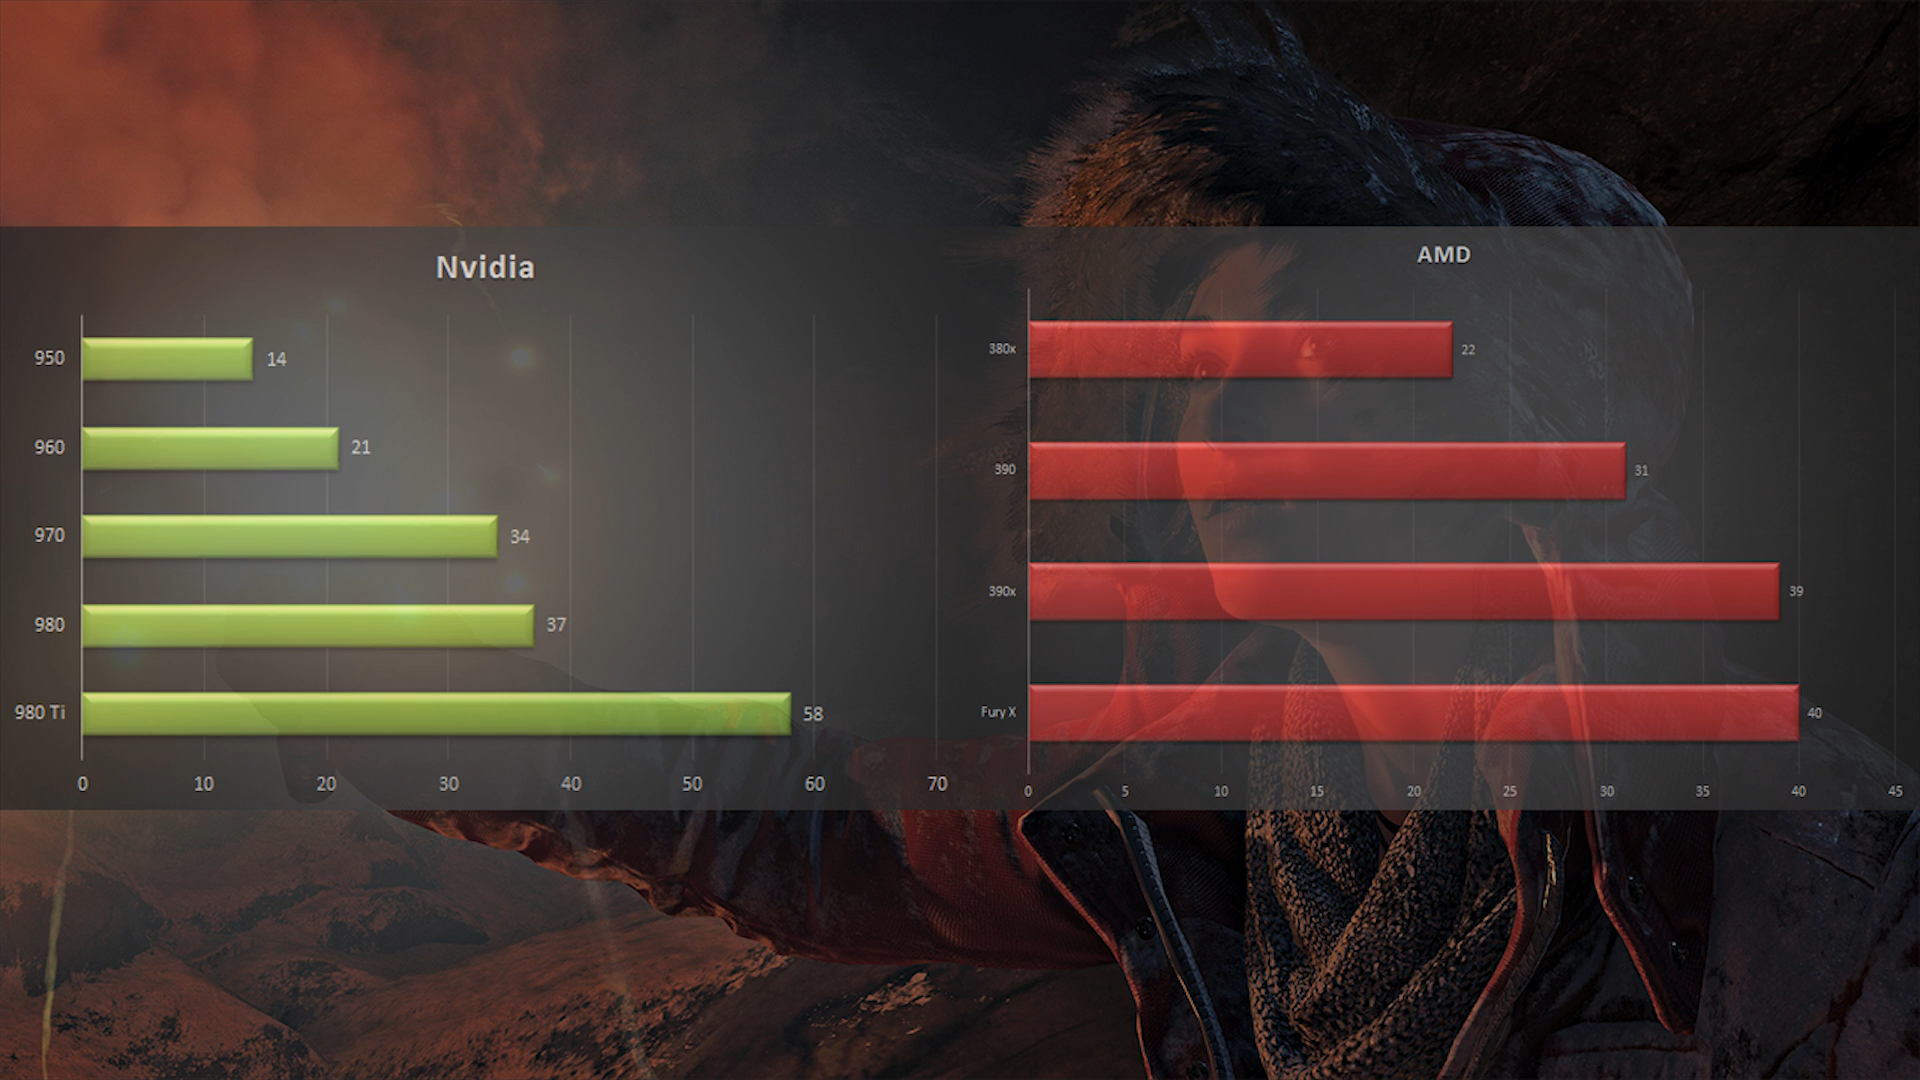 Nvidia
950 14
960 21
970 34
980 37
980 Ti 58
0 10 20 30 40 50 60 70
AMD
380x 22
390 31
390x 39
Fury X 40
0 5 10 15 20 25 30 35 40 45